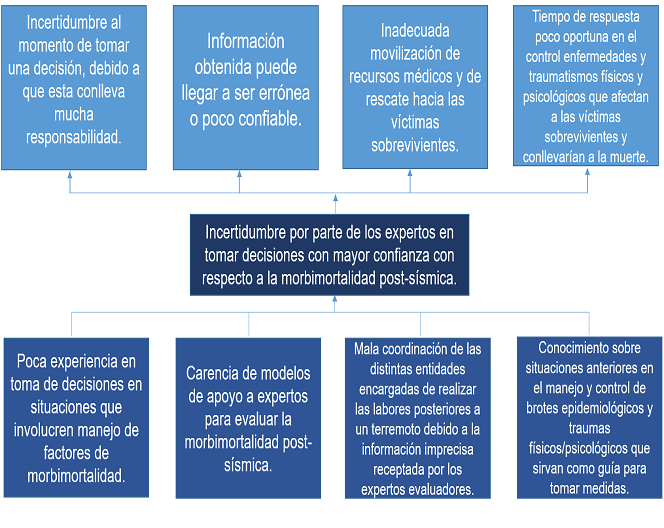 Incertidumbre al
momento de tomar
una decisión, debido a
que esta conlleva
mucha
responsabilidad.
Información
obtenida puede
llegar a ser errónea
o poco confiable.
Inadecuada
movilización de
recursos médicos y de
rescate hacia las
víctimas
sobrevivientes.
Tiempo de respuesta
poco oportuna en el
control enfermedades y
traumatismos físicos y
psicológicos que afectan
a las víctimas
sobrevivientes y
conllevarían a la muerte.
Incertidumbre por parte de los expertos en
tomar decisiones con mayor confianza con
respecto a la morbimortalidad post-sísmica.
Poca experiencia en
toma de decisiones en
situaciones que
involucren manejo de
factores de
morbimortalidad.
Carencia de modelos
de apoyo a expertos
para evaluar la
morbimortalidad post-
sísmica.
Mala coordinación de las
distintas entidades
encargadas de realizar
las labores posteriores a
un terremoto debido a la
información imprecisa
receptada por los
expertos evaluadores.
Conocimiento sobre
situaciones anteriores
en el manejo y control
de brotes
epidemiológicos y
traumas
físicos/psicológicos que
sirvan como guía para
tomar medidas.